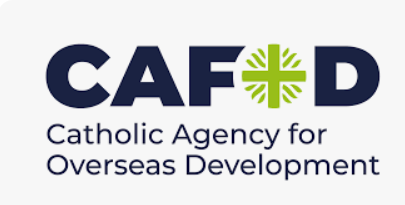 CAFOD
Catholic Agency for
Overseas Development